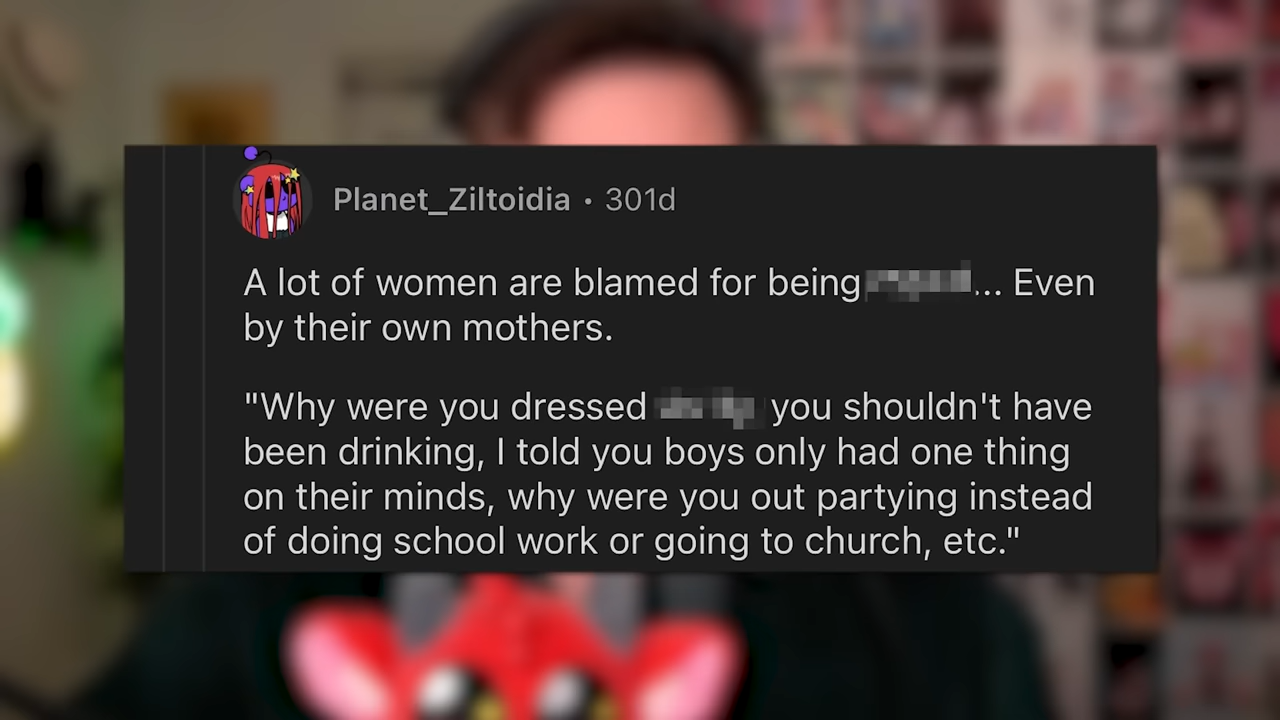 Planet_Ziltoidia • 301d
A lot of women are blamed for being ... Even
by their own mothers.
"Why were you dressed you shouldn't have
been drinking, I told you boys only had one thing
on their minds, why were you out partying instead
of doing school work or going to church, etc."